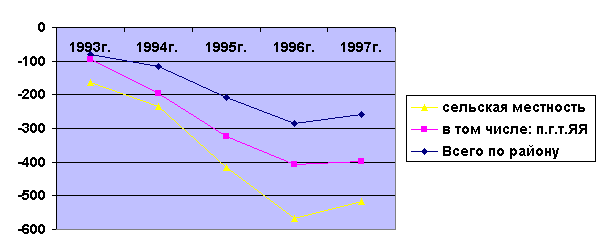 0
1993г. 1994г. 1995г. 1996г. 1997г.
-100
-200
-300
-400
-500
-600
сельская местность
в том числе: п.г.т.ЯЯ
Всего по району